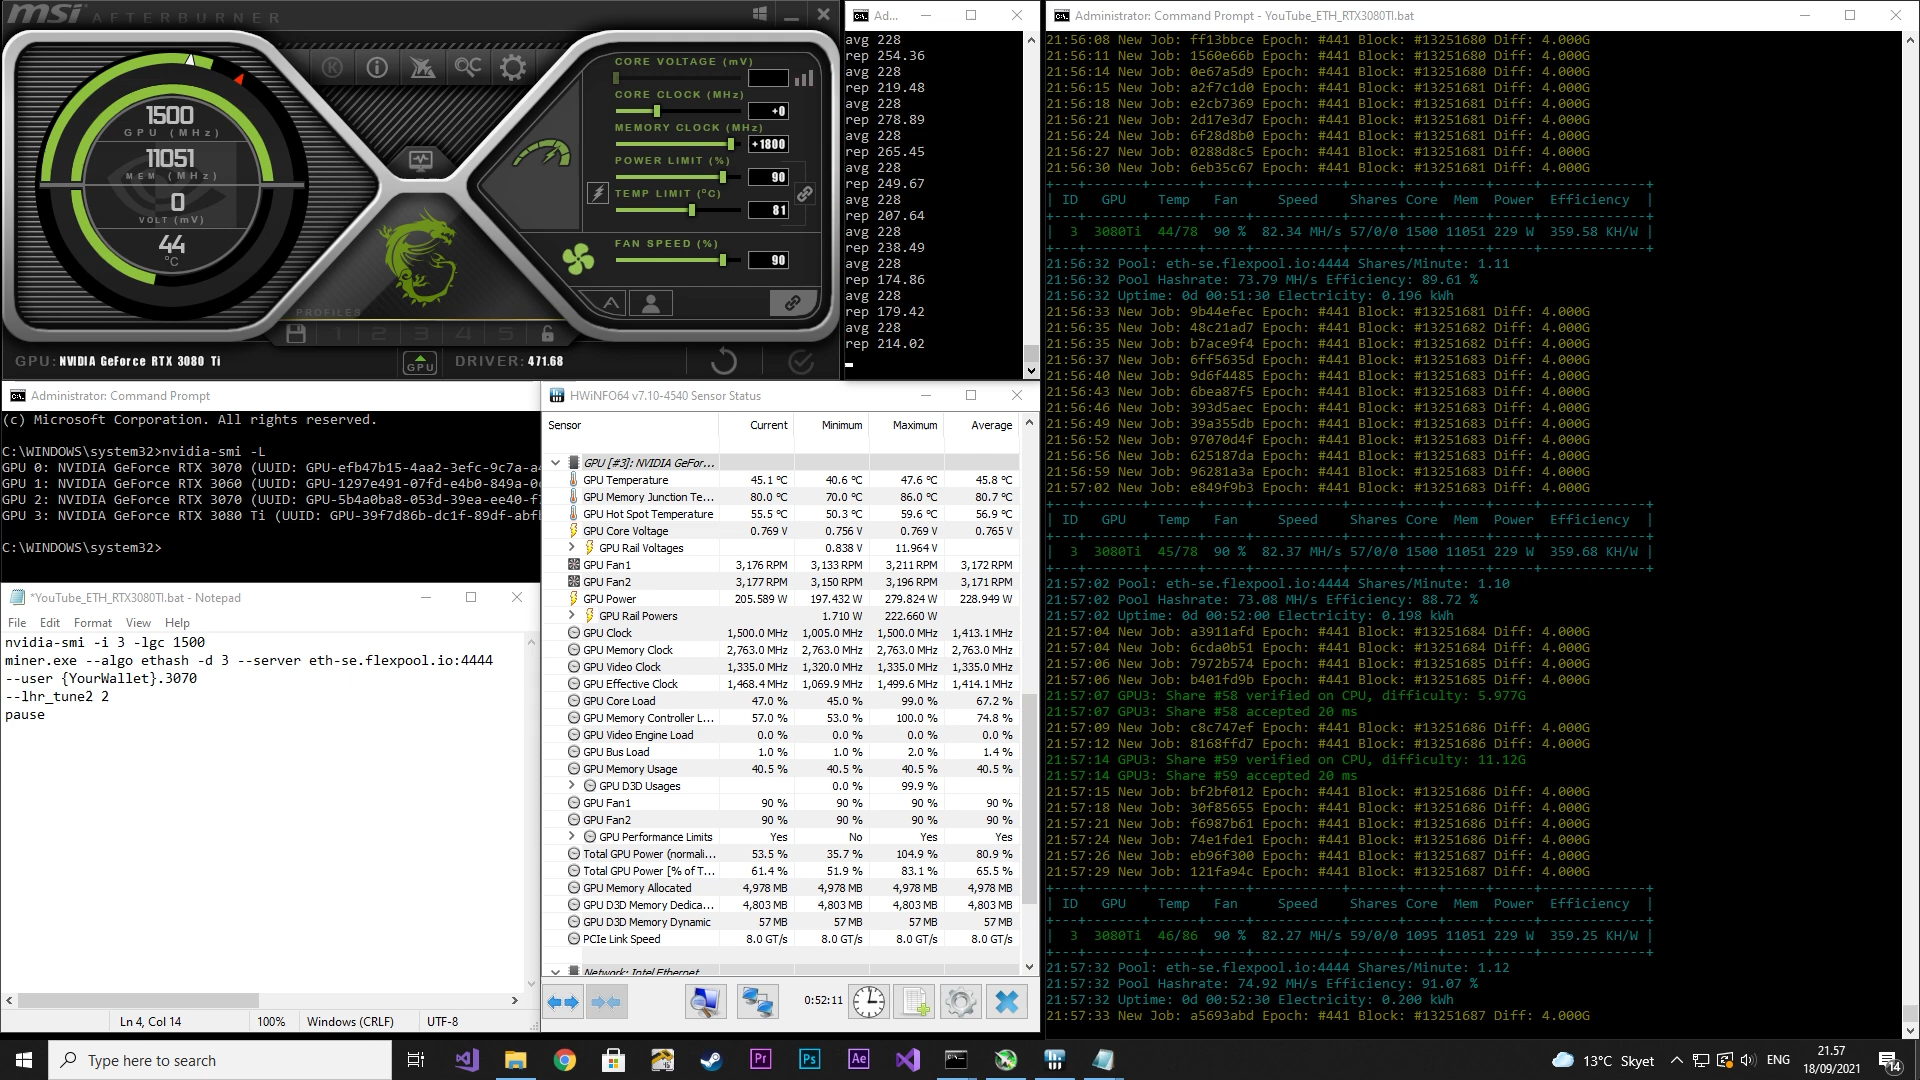 msi AFTERBURNER
1500
GPU (MHz)
11051
MEM (MHz)
0
VOLT (mV)
44
°C
CORE VOLTAGE (mV)
CORE CLOCK (MHz)
+0
MEMORY CLOCK (MHz)
+1800
POWER LIMIT (%)
90
TEMP LIMIT (°C)
81
FAN SPEED (%)
90
PROFILES
1 2 3 4 5
GPU: NVIDIA GeForce RTX 3080 Ti
GPU
DRIVER: 471.68
Ad...
avg 228
rep 254.36
avg 228
rep 219.48
avg 228
rep 278.89
avg 228
rep 265.45
avg 228
rep 249.67
avg 228
rep 207.64
avg 228
rep 238.49
avg 228
rep 174.86
avg 228
rep 179.42
avg 228
rep 214.02
Administrator: Command Prompt
(c) Microsoft Corporation. All rights reserved.
C:\WINDOWS\system32>nvidia-smi -L
GPU 0: NVIDIA GeForce RTX 3070 (UUID: GPU-efb47b15-4aa2-3efc-9c7a-a4
GPU 1: NVIDIA GeForce RTX 3060 (UUID: GPU-1297e491-07fd-e4b0-849a-0
GPU 2: NVIDIA GeForce RTX 3070 (UUID: GPU-5b4a0ba8-053d-39ea-ee40-f
GPU 3: NVIDIA GeForce RTX 3080 Ti (UUID: GPU-39f7d86b-dc1f-89df-abf
C:\WINDOWS\system32>
*YouTube_ETH_RTX3080TI.bat - Notepad
File Edit Format View Help
nvidia-smi -i 3 -lgc 1500
miner.exe --algo ethash -d 3 --server eth-se.flexpool.io:4444
--user {YourWallet}.3070
--lhr_tune2 2
pause
Ln 4, Col 14 100% Windows (CRLF) UTF-8
HWiNFO64 v7.10-4540 Sensor Status
Sensor Current Minimum Maximum Average
GPU [#3]: NVIDIA GeFor...
GPU Temperature 45.1 °C 40.6 °C 47.6 °C 45.8 °C
GPU Memory Junction Te... 80.0 °C 70.0 °C 86.0 °C 80.7 °C
GPU Hot Spot Temperature 55.5 °C 50.3 °C 59.6 °C 56.9 °C
GPU Core Voltage 0.769 V 0.756 V 0.769 V 0.765 V
GPU Rail Voltages 0.838 V 11.964 V
GPU Fan1 3,176 RPM 3,133 RPM 3,211 RPM 3,172 RPM
GPU Fan2 3,177 RPM 3,150 RPM 3,196 RPM 3,171 RPM
GPU Power 205.589 W 197.432 W 279.824 W 228.949 W
GPU Rail Powers 1.710 W 222.660 W
GPU Clock 1,500.0 MHz 1,005.0 MHz 1,500.0 MHz 1,413.1 MHz
GPU Memory Clock 2,763.0 MHz 2,763.0 MHz 2,763.0 MHz 2,763.0 MHz
GPU Video Clock 1,335.0 MHz 1,320.0 MHz 1,335.0 MHz 1,335.0 MHz
GPU Effective Clock 1,468.4 MHz 1,069.9 MHz 1,499.6 MHz 1,414.1 MHz
GPU Core Load 47.0 % 45.0 % 99.0 % 67.2 %
GPU Memory Controller L... 57.0 % 53.0 % 100.0 % 74.8 %
GPU Video Engine Load 0.0 % 0.0 % 0.0 % 0.0 %
GPU Bus Load 1.0 % 1.0 % 2.0 % 1.4 %
GPU Memory Usage 40.5 % 40.5 % 40.5 % 40.5 %
GPU D3D Usages 0.0 % 99.9 %
GPU Fan1 90 % 90 % 90 % 90 %
GPU Fan2 90 % 90 % 90 % 90 %
GPU Performance Limits Yes No Yes Yes
Total GPU Power (normali... 53.5 % 35.7 % 104.9 % 80.9 %
Total GPU Power [% of T... 61.4 % 51.9 % 83.1 % 65.5 %
GPU Memory Allocated 4,978 MB 4,978 MB 4,978 MB 4,978 MB
GPU D3D Memory Dedica... 4,803 MB 4,803 MB 4,803 MB 4,803 MB
GPU D3D Memory Dynamic 57 MB 57 MB 57 MB 57 MB
PCIe Link Speed 8.0 GT/s 8.0 GT/s 8.0 GT/s 8.0 GT/s
Network: Intel Ethernet
0:52:11
Administrator: Command Prompt - YouTube_ETH_RTX3080TI.bat
21:56:08 New Job: ff13bbce Epoch: #441 Block: #13251680 Diff: 4.000G
21:56:11 New Job: 1560e66b Epoch: #441 Block: #13251680 Diff: 4.000G
21:56:14 New Job: 0e67a5d9 Epoch: #441 Block: #13251680 Diff: 4.000G
21:56:15 New Job: a2f7c1d0 Epoch: #441 Block: #13251681 Diff: 4.000G
21:56:18 New Job: e2cb7369 Epoch: #441 Block: #13251681 Diff: 4.000G
21:56:21 New Job: 2d17e3d7 Epoch: #441 Block: #13251681 Diff: 4.000G
21:56:24 New Job: 6f28d8b0 Epoch: #441 Block: #13251681 Diff: 4.000G
21:56:27 New Job: 0288d8c5 Epoch: #441 Block: #13251681 Diff: 4.000G
21:56:30 New Job: 6eb35c67 Epoch: #441 Block: #13251681 Diff: 4.000G
ID GPU Temp Fan Speed Shares Core Mem Power Efficiency
3 3080Ti 44/78 90 % 82.34 MH/s 57/0/0 1500 11051 229 W 359.58 KH/W
21:56:32 Pool: eth-se.flexpool.io:4444 Shares/Minute: 1.11
21:56:32 Pool Hashrate: 73.79 MH/s Efficiency: 89.61 %
21:56:32 Uptime: 0d 00:51:30 Electricity: 0.196 kWh
21:56:33 New Job: 9b44efec Epoch: #441 Block: #13251681 Diff: 4.000G
21:56:35 New Job: 48c21ad7 Epoch: #441 Block: #13251682 Diff: 4.000G
21:56:35 New Job: b7ace9f4 Epoch: #441 Block: #13251682 Diff: 4.000G
21:56:37 New Job: 6ff5635d Epoch: #441 Block: #13251683 Diff: 4.000G
21:56:40 New Job: 9d6f4485 Epoch: #441 Block: #13251683 Diff: 4.000G
21:56:43 New Job: 6bea87f5 Epoch: #441 Block: #13251683 Diff: 4.000G
21:56:46 New Job: 393d5aec Epoch: #441 Block: #13251683 Diff: 4.000G
21:56:49 New Job: 39a355db Epoch: #441 Block: #13251683 Diff: 4.000G
21:56:52 New Job: 97070d4f Epoch: #441 Block: #13251683 Diff: 4.000G
21:56:56 New Job: 625187da Epoch: #441 Block: #13251683 Diff: 4.000G
21:56:59 New Job: 96281a3a Epoch: #441 Block: #13251683 Diff: 4.000G
21:57:02 New Job: e849f9b3 Epoch: #441 Block: #13251683 Diff: 4.000G
ID GPU Temp Fan Speed Shares Core Mem Power Efficiency
3 3080Ti 45/78 90 % 82.37 MH/s 57/0/0 1500 11051 229 W 359.68 KH/W
21:57:02 Pool: eth-se.flexpool.io:4444 Shares/Minute: 1.10
21:57:02 Pool Hashrate: 73.08 MH/s Efficiency: 88.72 %
21:57:02 Uptime: 0d 00:52:00 Electricity: 0.198 kWh
21:57:04 New Job: a3911afd Epoch: #441 Block: #13251684 Diff: 4.000G
21:57:04 New Job: 6cda0b51 Epoch: #441 Block: #13251684 Diff: 4.000G
21:57:06 New Job: 7972b574 Epoch: #441 Block: #13251685 Diff: 4.000G
21:57:06 New Job: b401fd9b Epoch: #441 Block: #13251685 Diff: 4.000G
21:57:07 GPU3: Share #58 verified on CPU, difficulty: 5.977G
21:57:07 GPU3: Share #58 accepted 20 ms
21:57:09 New Job: c8c747ef Epoch: #441 Block: #13251686 Diff: 4.000G
21:57:12 New Job: 8168ffd7 Epoch: #441 Block: #13251686 Diff: 4.000G
21:57:14 GPU3: Share #59 verified on CPU, difficulty: 11.12G
21:57:14 GPU3: Share #59 accepted 20 ms
21:57:15 New Job: bf2bf012 Epoch: #441 Block: #13251686 Diff: 4.000G
21:57:18 New Job: 30f85655 Epoch: #441 Block: #13251686 Diff: 4.000G
21:57:21 New Job: f6987b61 Epoch: #441 Block: #13251686 Diff: 4.000G
21:57:24 New Job: 74e1fde1 Epoch: #441 Block: #13251686 Diff: 4.000G
21:57:26 New Job: eb96f300 Epoch: #441 Block: #13251687 Diff: 4.000G
21:57:29 New Job: 121fa94c Epoch: #441 Block: #13251687 Diff: 4.000G
ID GPU Temp Fan Speed Shares Core Mem Power Efficiency
3 3080Ti 46/86 90 % 82.27 MH/s 59/0/0 1095 11051 229 W 359.25 KH/W
21:57:32 Pool: eth-se.flexpool.io:4444 Shares/Minute: 1.12
21:57:32 Pool Hashrate: 74.92 MH/s Efficiency: 91.07 %
21:57:32 Uptime: 0d 00:52:30 Electricity: 0.200 kWh
21:57:33 New Job: a5693abd Epoch: #441 Block: #13251687 Diff: 4.000G
Type here to search
Pr Ps Ae
13°C Skyet
ENG
21.57
18/09/2021
14